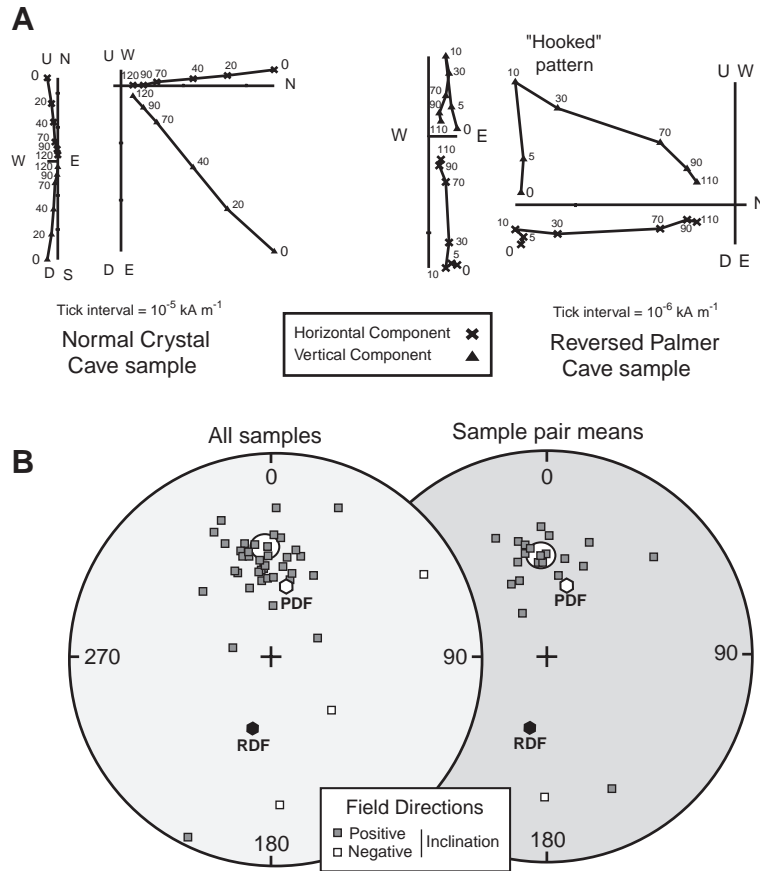 A
U N
0
20
40
70
90
120
W E
120
90
70
40
20
0
D S
U W
120 90 70 40 20 0
N
120
90
70
40
20
0
D E
10
30
70
90
5
110 0
W E
110
90
70
30
5
10 0
"Hooked"
pattern
U W
10
30
70
90
110
5
0
N
10 30 70 90 110
5
0
D E
Tick interval = 10-5 kA m-1
Normal Crystal
Cave sample
Horizontal Component
Vertical Component
Tick interval = 10-6 kA m-1
Reversed Palmer
Cave sample
B
All samples
0
270
90
180
PDF
RDF
Sample pair means
0
90
180
PDF
RDF
Field Directions
Positive
Negative
Inclination